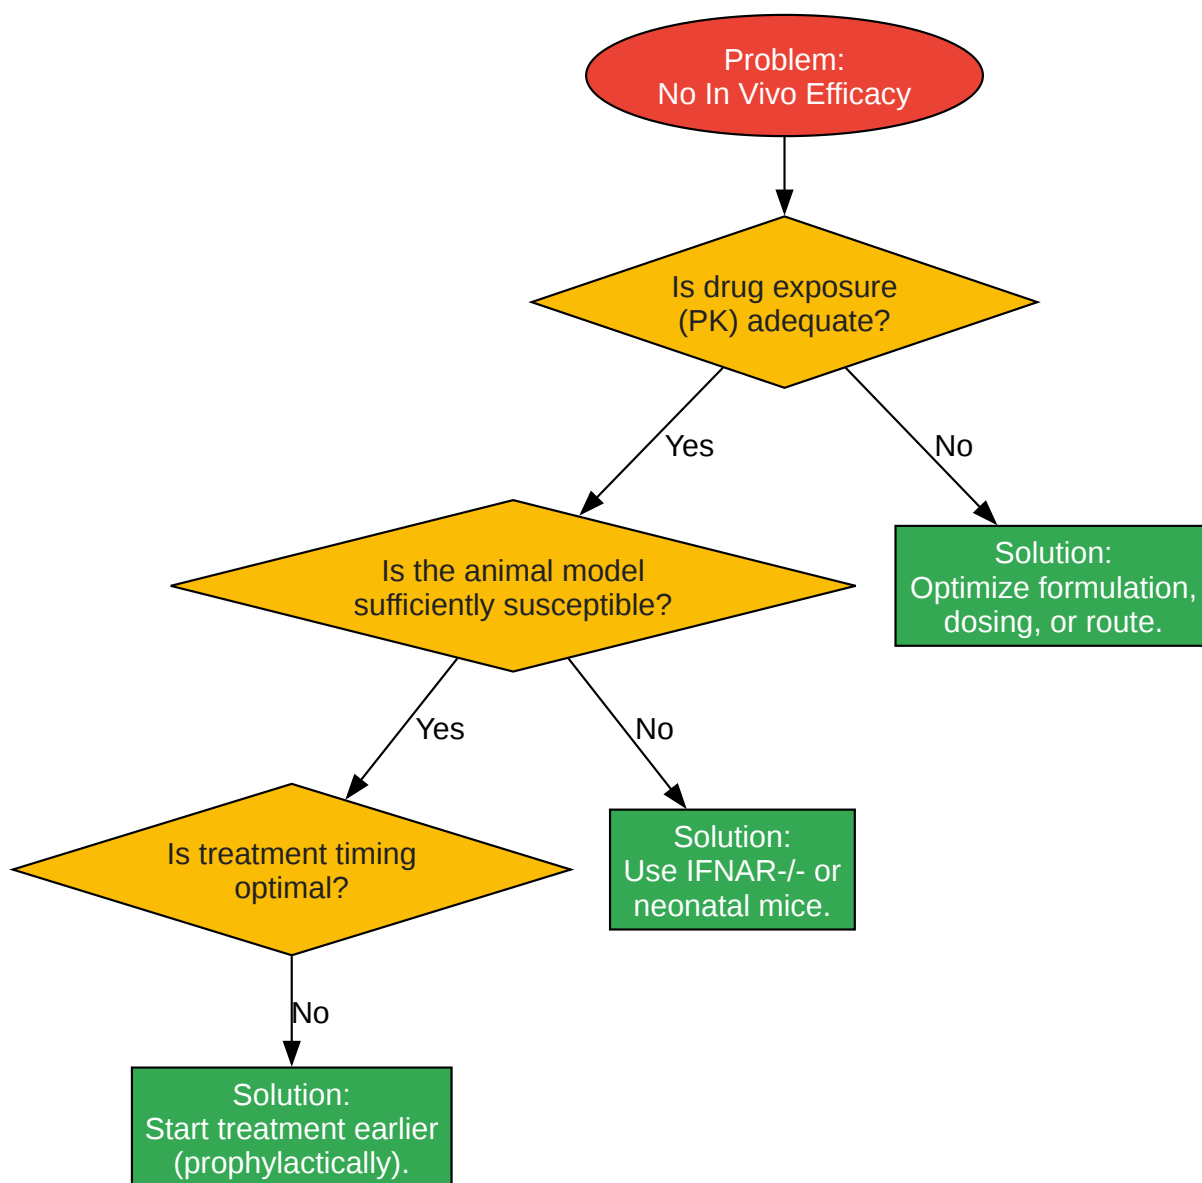 Problem:
No In Vivo Efficacy
Is drug exposure
(PK) adequate?
Yes
No
Is the animal model
sufficiently susceptible?
Solution:
Optimize formulation,
dosing, or route.
Yes
No
Is treatment timing
optimal?
Solution:
Use IFNAR-/- or
neonatal mice.
No
Solution:
Start treatment earlier
(prophylactically).